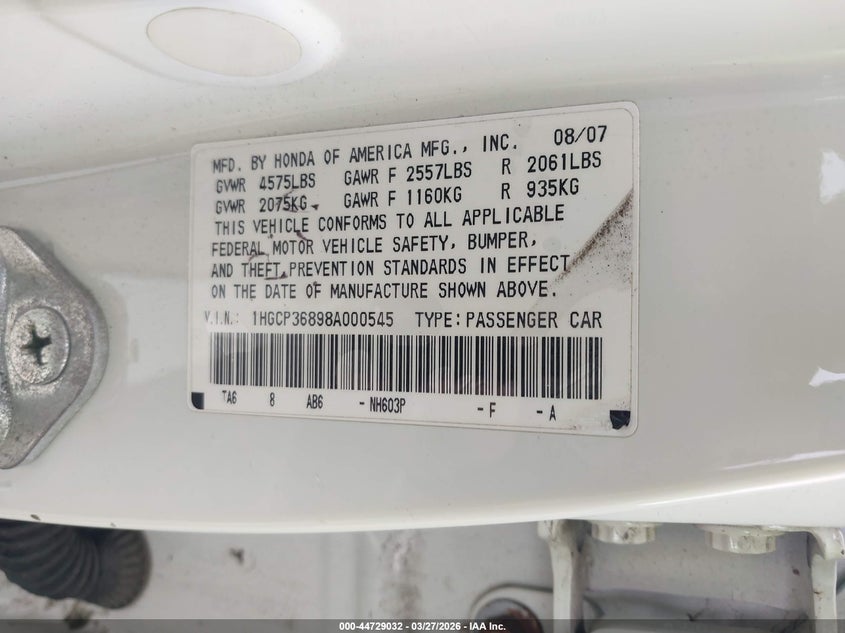 MFD. BY HONDA OF AMERICA MFG., INC. 08/07
GVWR 4575LBS GAWR F 2557LBS R 2061LBS
GVWR 2075KG GAWR F 1160KG R 935KG
THIS VEHICLE CONFORMS TO ALL APPLICABLE
FEDERAL MOTOR VEHICLE SAFETY, BUMPER,
AND THEFT PREVENTION STANDARDS IN EFFECT
ON THE DATE OF MANUFACTURE SHOWN ABOVE.
V.I.N.: 1HGCP36898A000545 TYPE: PASSENGER CAR
TA6 8 AB6 - NH603P - F - A
000-44729032 — 03/27/2026 — IAA Inc.